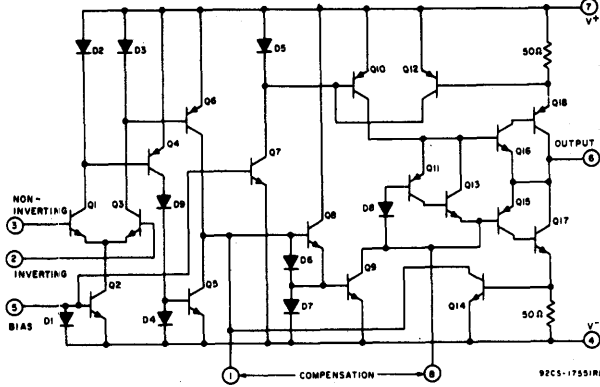 7
V+
D2
D3
D5
Q10
Q12
50Ω
Q6
Q18
Q4
OUTPUT
6
Q16
Q7
Q11
NON-
INVERTING
3
Q1
Q3
D9
D8
Q13
Q15
Q8
Q17
2
INVERTING
D6
Q9
5
BIAS
D1
Q2
D4
Q5
D7
Q14
50Ω
V-
4
1
COMPENSATION
8
92CS-17551R1